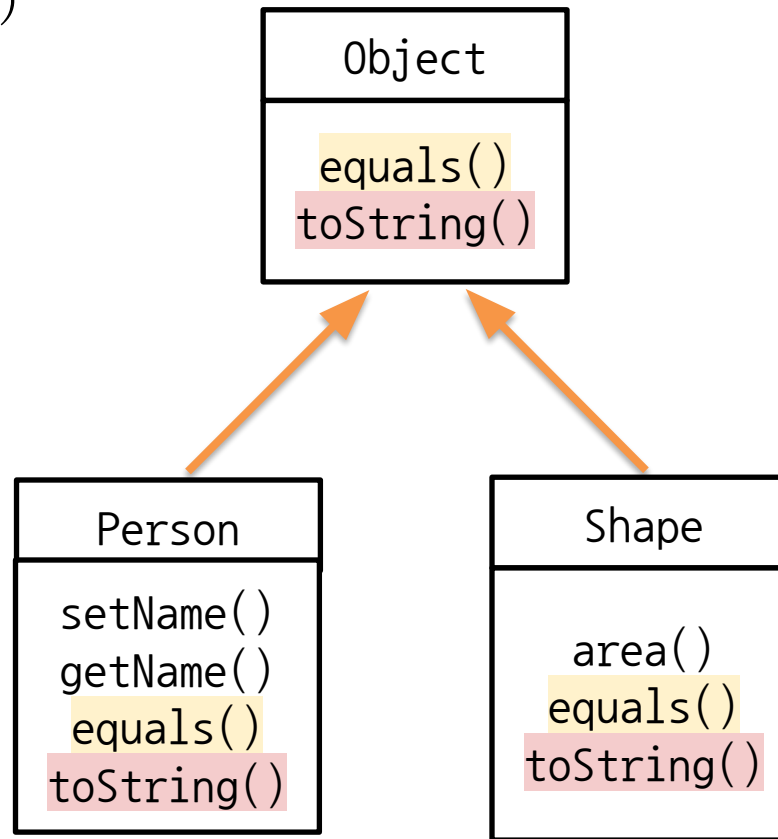 )
Object
equals()
toString()
Person
setName()
getName()
equals()
toString()
Shape
area()
equals()
toString()